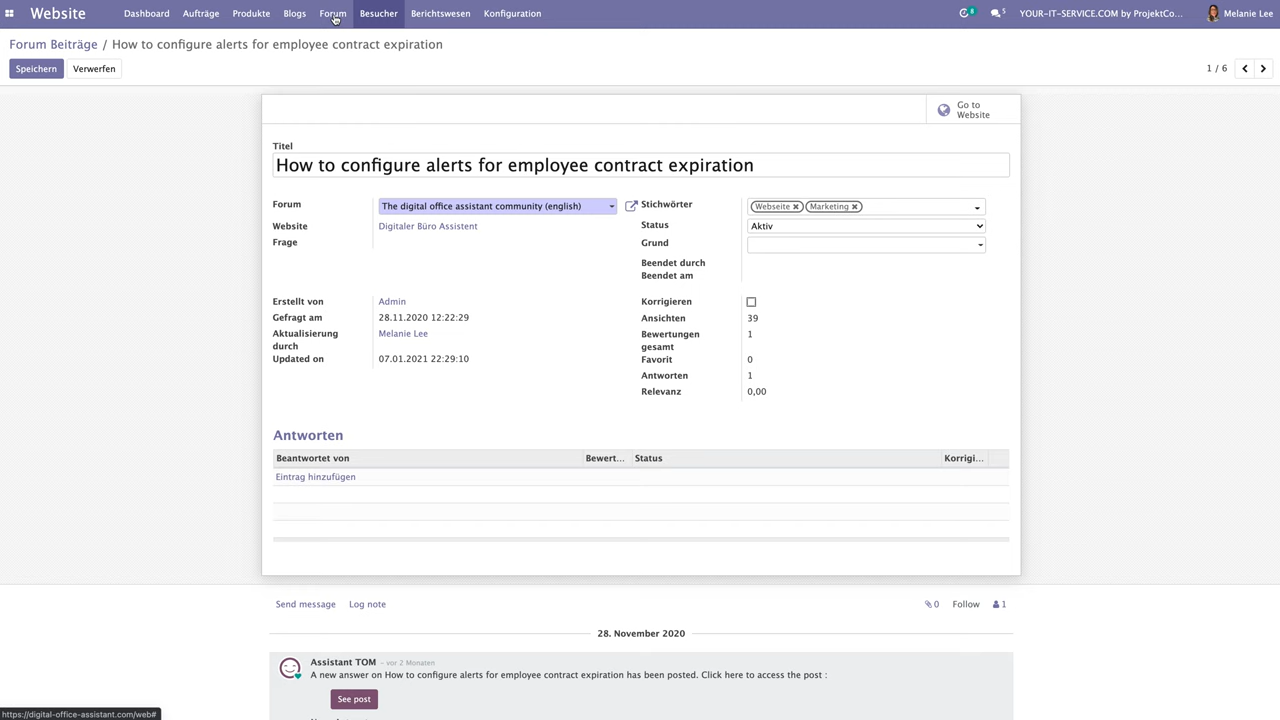 Website Dashboard Aufträge Produkte Blogs Forum Besucher Berichtswesen Konfiguration 8 5 YOUR-IT-SERVICE.COM by ProjektCo... Melanie Lee
Forum Beiträge / How to configure alerts for employee contract expiration
Speichern Verwerfen 1 / 6
Go to
Website
Titel
How to configure alerts for employee contract expiration
Forum The digital office assistant community (english) Stichwörter Webseite Marketing
Website Digitaler Büro Assistent Status Aktiv
Frage Grund
Beendet durch
Beendet am
Erstellt von Admin Korrigieren
Gefragt am 28.11.2020 12:22:29 Ansichten 39
Aktualisierung durch Melanie Lee Bewertungen gesamt 1
Updated on 07.01.2021 22:29:10 Favorit 0
Antworten 1
Relevanz 0,00
Antworten
Beantwortet von Bewert... Status Korrigi...
Eintrag hinzufügen
Send message Log note 0 Follow 1
28. November 2020
Assistant TOM - vor 2 Monaten
A new answer on How to configure alerts for employee contract expiration has been posted. Click here to access the post :
See post
https://digital-office-assistant.com/web#